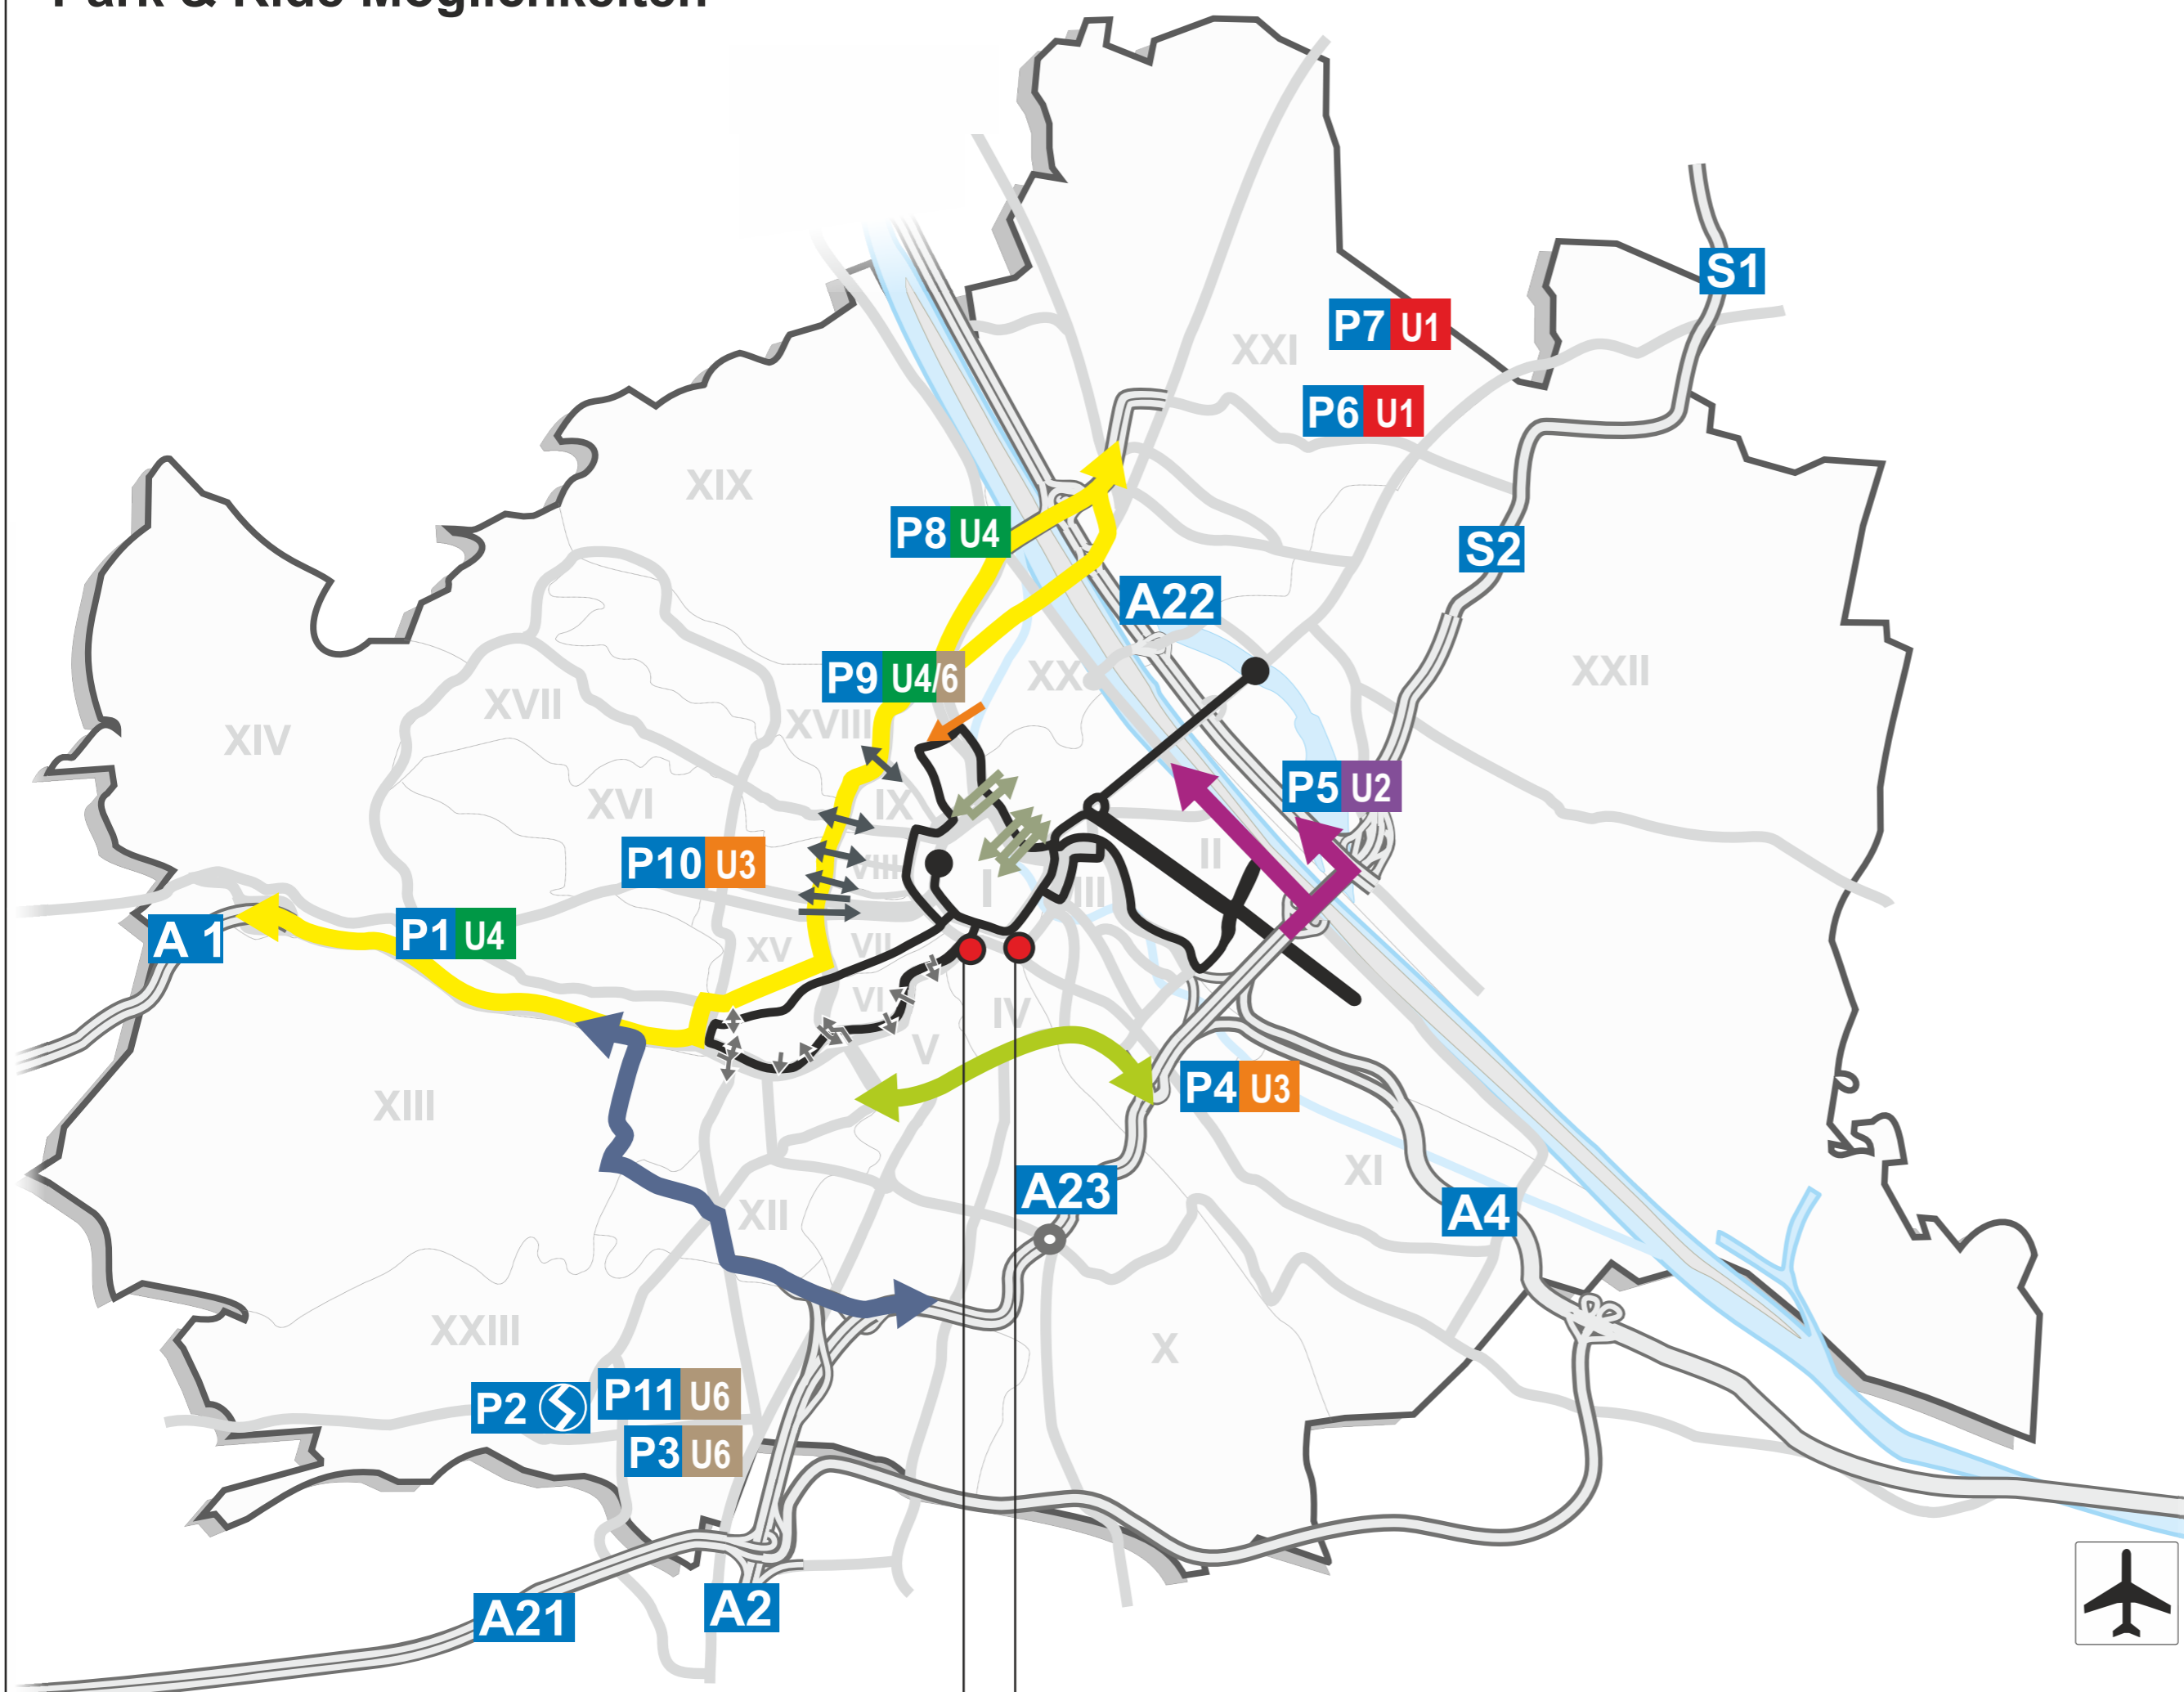 Park & Ride Möglichkeiten
S1
P7 U1
XXI
P6 U1
XIX
P8 U4
S2
A22
XXII
P9 U4/6
XX
XVII
XVIII
XIV
P5 U2
XVI
IX
P10 U3
VIII
II
I
III
A 1
P1 U4
XV
VII
VI
IV
V
P4 U3
XIII
XI
A23
A4
XII
XXIII
X
P2
P11 U6
P3 U6
A21
A2